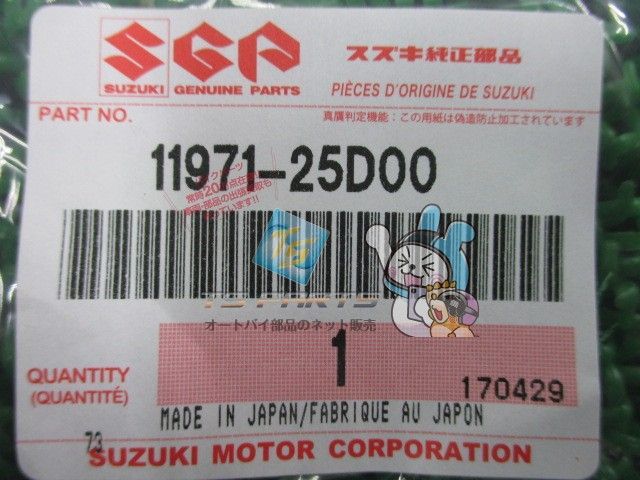 SGP スズキ純正部品
SUZUKI GENUINE PARTS PIÈCES D'ORIGINE DE SUZUKI
PART NO. 真贋判定機能：この用紙は偽造防止加工されています
11971-25D00
TS PARTS
オートバイ部品のネット販売
QUANTITY 1
(QUANTITÉ) 170429
MADE IN JAPAN/FABRIQUE AU JAPON
73
SUZUKI MOTOR CORPORATION